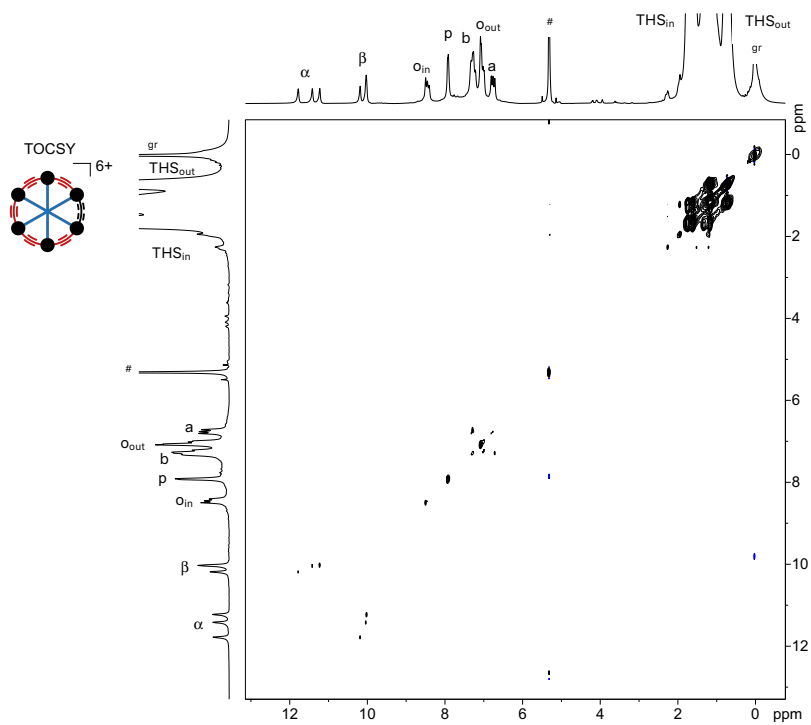 THS_in THS_out
α β o_in p b o_out a # gr
ppm
TOCSY
6+
gr
THS_out
THS_in
#
a
o_out
b
p
o_in
β
α
0
2
4
6
8
10
12
12 10 8 6 4 2 0 ppm